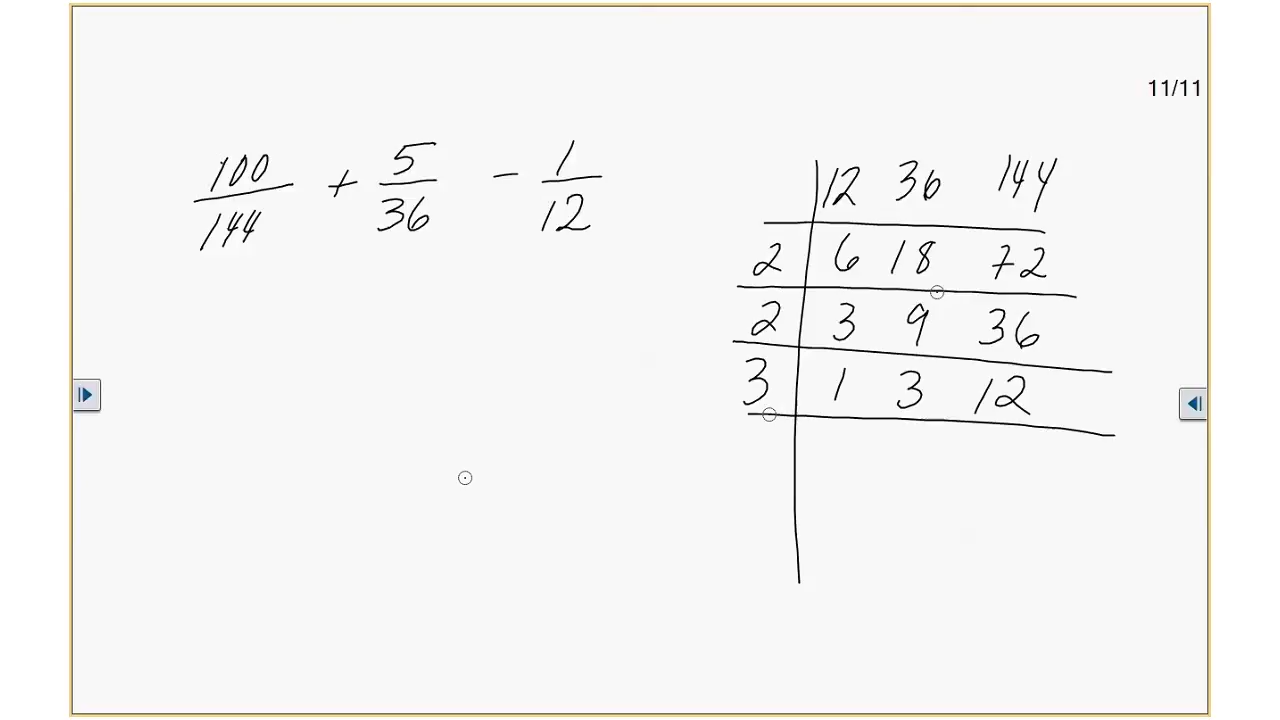 11/11
100/144 + 5/36 - 1/12
12 36 144
2 6 18 72
2 3 9 36
3 1 3 12